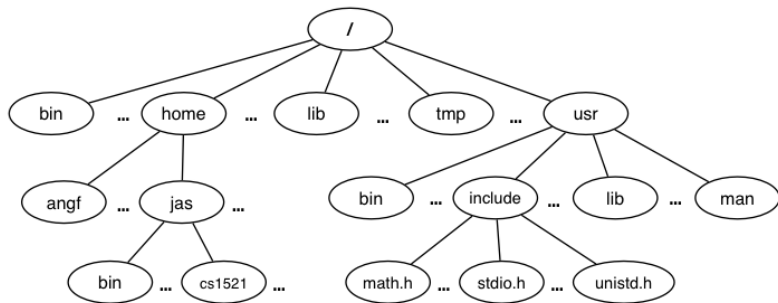 /
bin ... home ... lib ... tmp ... usr
angf ... jas ... bin ... include ... lib ... man
bin ... cs1521 ... math.h ... stdio.h ... unistd.h